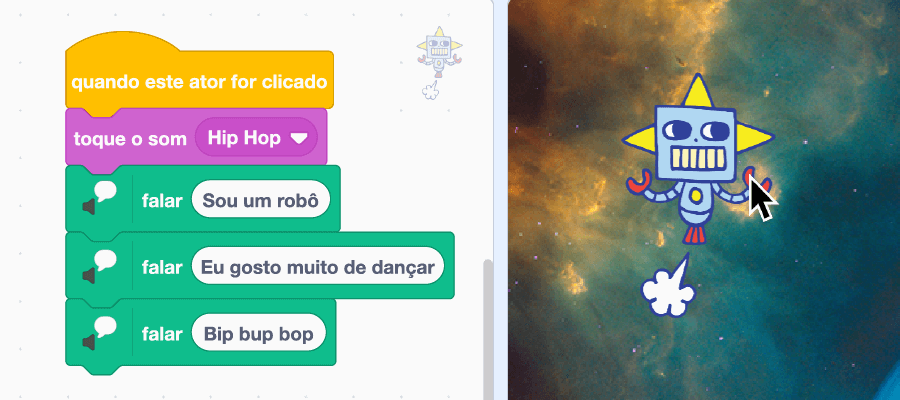 quando este ator for clicado
toque o som Hip Hop
falar Sou um robô
falar Eu gosto muito de dançar
falar Bip bup bop